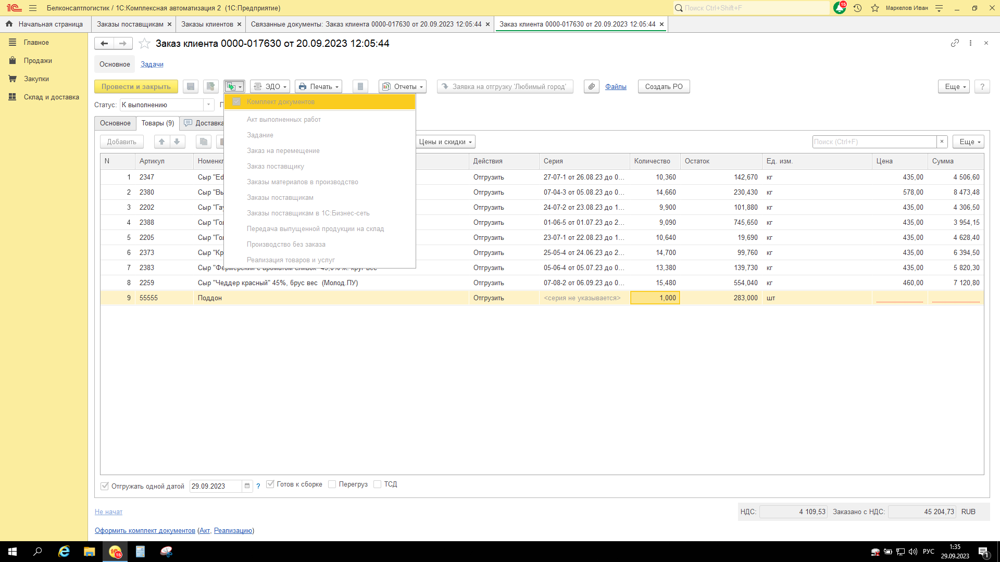 Белконсалтлогистик / 1С:Комплексная автоматизация 2 (1С:Предприятие)
Поиск Ctrl+Shift+F
15
Маркелов Иван
Начальная страница
Заказы поставщикам ×
Заказы клиентов ×
Связанные документы: Заказ клиента 0000-017630 от 20.09.2023 12:05:44 ×
Заказ клиента 0000-017630 от 20.09.2023 12:05:44 ×
Главное
Продажи
Закупки
Склад и доставка
Заказ клиента 0000-017630 от 20.09.2023 12:05:44
Основное Задачи
Провести и закрыть ЭДО Печать Отчеты Заявка на отгрузку 'Любимый город' Файлы Создать РО Еще ?
Статус: К выполнению
Комплект документов
Акт выполненных работ
Задание
Заказ на перемещение
Заказ поставщику
Заказы материалов в производство
Заказы поставщикам
Заказы поставщикам в 1С:Бизнес-сеть
Передача выпущенной продукции на склад
Производство без заказа
Реализация товаров и услуг
Основное Товары (9) Доставка
Добавить Цены и скидки Поиск (Ctrl+F) × Еще
N Артикул Действия Серия Количество Остаток Ед. изм. Цена Сумма
1 2347 Сыр Отгрузить 27-07-1 от 26.08.23 до 0... 10,360 142,670 кг 435,00 4 506,60
2 2380 Сыр Отгрузить 07-04-3 от 05.08.23 до 0... 14,660 230,430 кг 578,00 8 473,48
3 2202 Сыр Отгрузить 24-07-2 от 23.08.23 до 1... 9,900 101,880 кг 435,00 4 306,50
4 2388 Сыр Отгрузить 01-06-5 от 01.07.23 до 2... 9,090 745,650 кг 435,00 3 954,15
5 2205 Сыр Отгрузить 23-07-1 от 22.08.23 до 1... 10,640 19,690 кг 435,00 4 628,40
6 2373 Сыр Отгрузить 25-05-4 от 24.06.23 до 2... 14,700 99,760 кг 435,00 6 394,50
7 2383 Сыр "Фермерский с ароматом сливок" 45,0% ж. круг вес Отгрузить 05-06-4 от 05.07.23 до 0... 13,380 139,730 кг 435,00 5 820,30
8 2259 Сыр "Чеддер красный" 45%, брус вес (Молод.ПУ) Отгрузить 07-08-2 от 06.09.23 до 0... 15,480 554,040 кг 460,00 7 120,80
9 55555 Поддон Отгрузить <серия не указывается> 1,000 283,000 шт
Отгружать одной датой 29.09.2023 ? Готов к сборке Перегруз ТСД
Не начат
НДС: 4 109,53 Заказано с НДС: 45 204,73 RUB
Оформить комплект документов (Акт, Реализацию)
15
РУС
1:35
29.09.2023
1